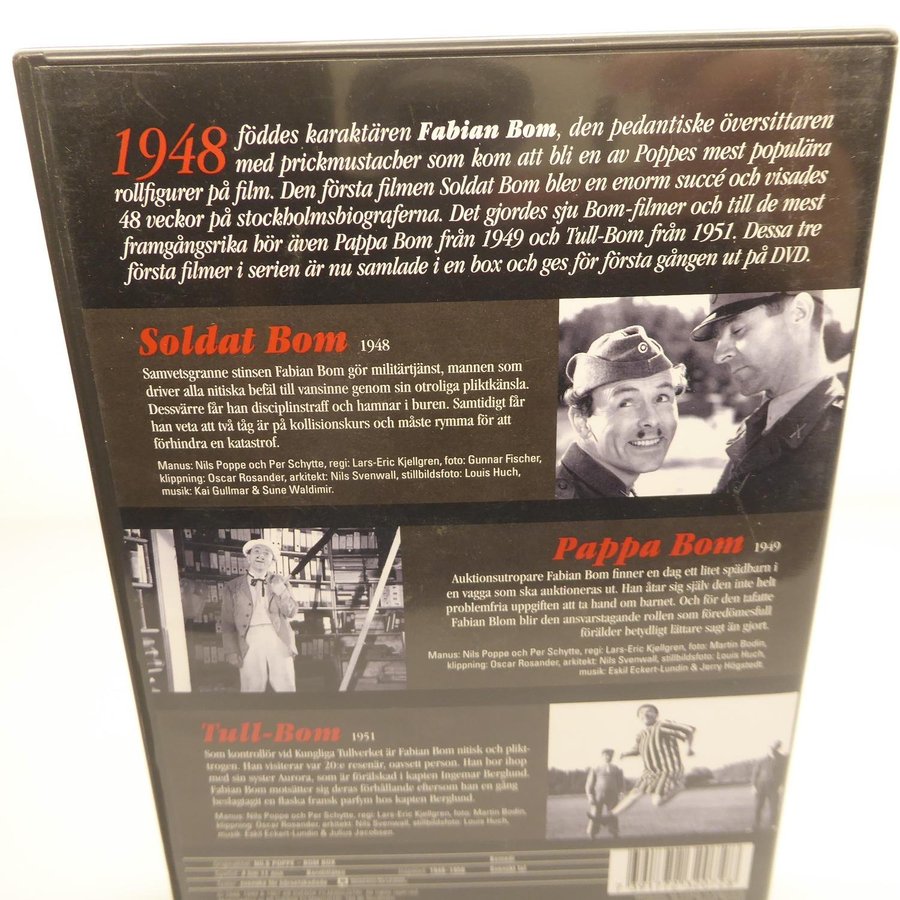 1948 föddes karaktären Fabian Bom, den pedantiske översittaren
med prickmustacher som kom att bli en av Poppes mest populära
rollfigurer på film. Den första filmen Soldat Bom blev en enorm succé och visades
48 veckor på stockholmsbiograferna. Det gjordes sju Bom-filmer och till de mest
framgångsrika hör även Pappa Bom från 1949 och Tull-Bom från 1951. Dessa tre
första filmer i serien är nu samlade i en box och ges för första gången ut på DVD.
Soldat Bom 1948
Samvetsgranne stinsen Fabian Bom gör militärtjänst, mannen som
driver alla nitiska befäl till vansinne genom sin otroliga pliktkänsla.
Dessvärre får han disciplinstraff och hamnar i buren. Samtidigt får
han veta att två tåg är på kollisionskurs och måste rymma för att
förhindra en katastrof.
Manus: Nils Poppe och Per Schytte, regi: Lars-Eric Kjellgren, foto: Gunnar Fischer,
klippning: Oscar Rosander, arkitekt: Nils Svenwall, stillbildsfoto: Louis Huch,
musik: Kai Gullmar & Sune Waldimir.
Pappa Bom 1949
Auktionsutropare Fabian Bom finner en dag ett litet spädbarn i
en vagga som ska auktioneras ut. Han åtar sig själv den inte helt
problemfria uppgiften att ta hand om barnet. Och för den tafatte
Fabian Blom blir den ansvarstagande rollen som föredömesfull
förälder betydligt lättare sagt än gjort.
Manus: Nils Poppe och Per Schytte, regi: Lars-Eric Kjellgren, foto: Martin Bodin,
klippning: Oscar Rosander, arkitekt: Nils Svenwall, stillbildsfoto: Louis Huch,
musik: Eskil Eckert-Lundin & Jerry Högstedt.
Tull-Bom 1951
Som kontrollör vid Kungliga Tullverket är Fabian Bom nitisk och plikt-
trogen. Han visiterar var 20:e resenär, oavsett person. Han bor ihop
med sin syster Aurora, som är förälskad i kapten Ingemar Berglund.
Fabian Bom motsätter sig deras förhållande eftersom han en gång
beslagtagit en flaska fransk parfym hos kapten Berglund.
Manus: Nils Poppe och Per Schytte, regi: Lars-Eric Kjellgren, foto: Martin Bodin,
klippning: Oscar Rosander, arkitekt: Nils Svenwall, stillbildsfoto: Louis Huch,
musik: Eskil Eckert-Lundin & Julius Jacobsen.
NILS POPPE - BOM BOX